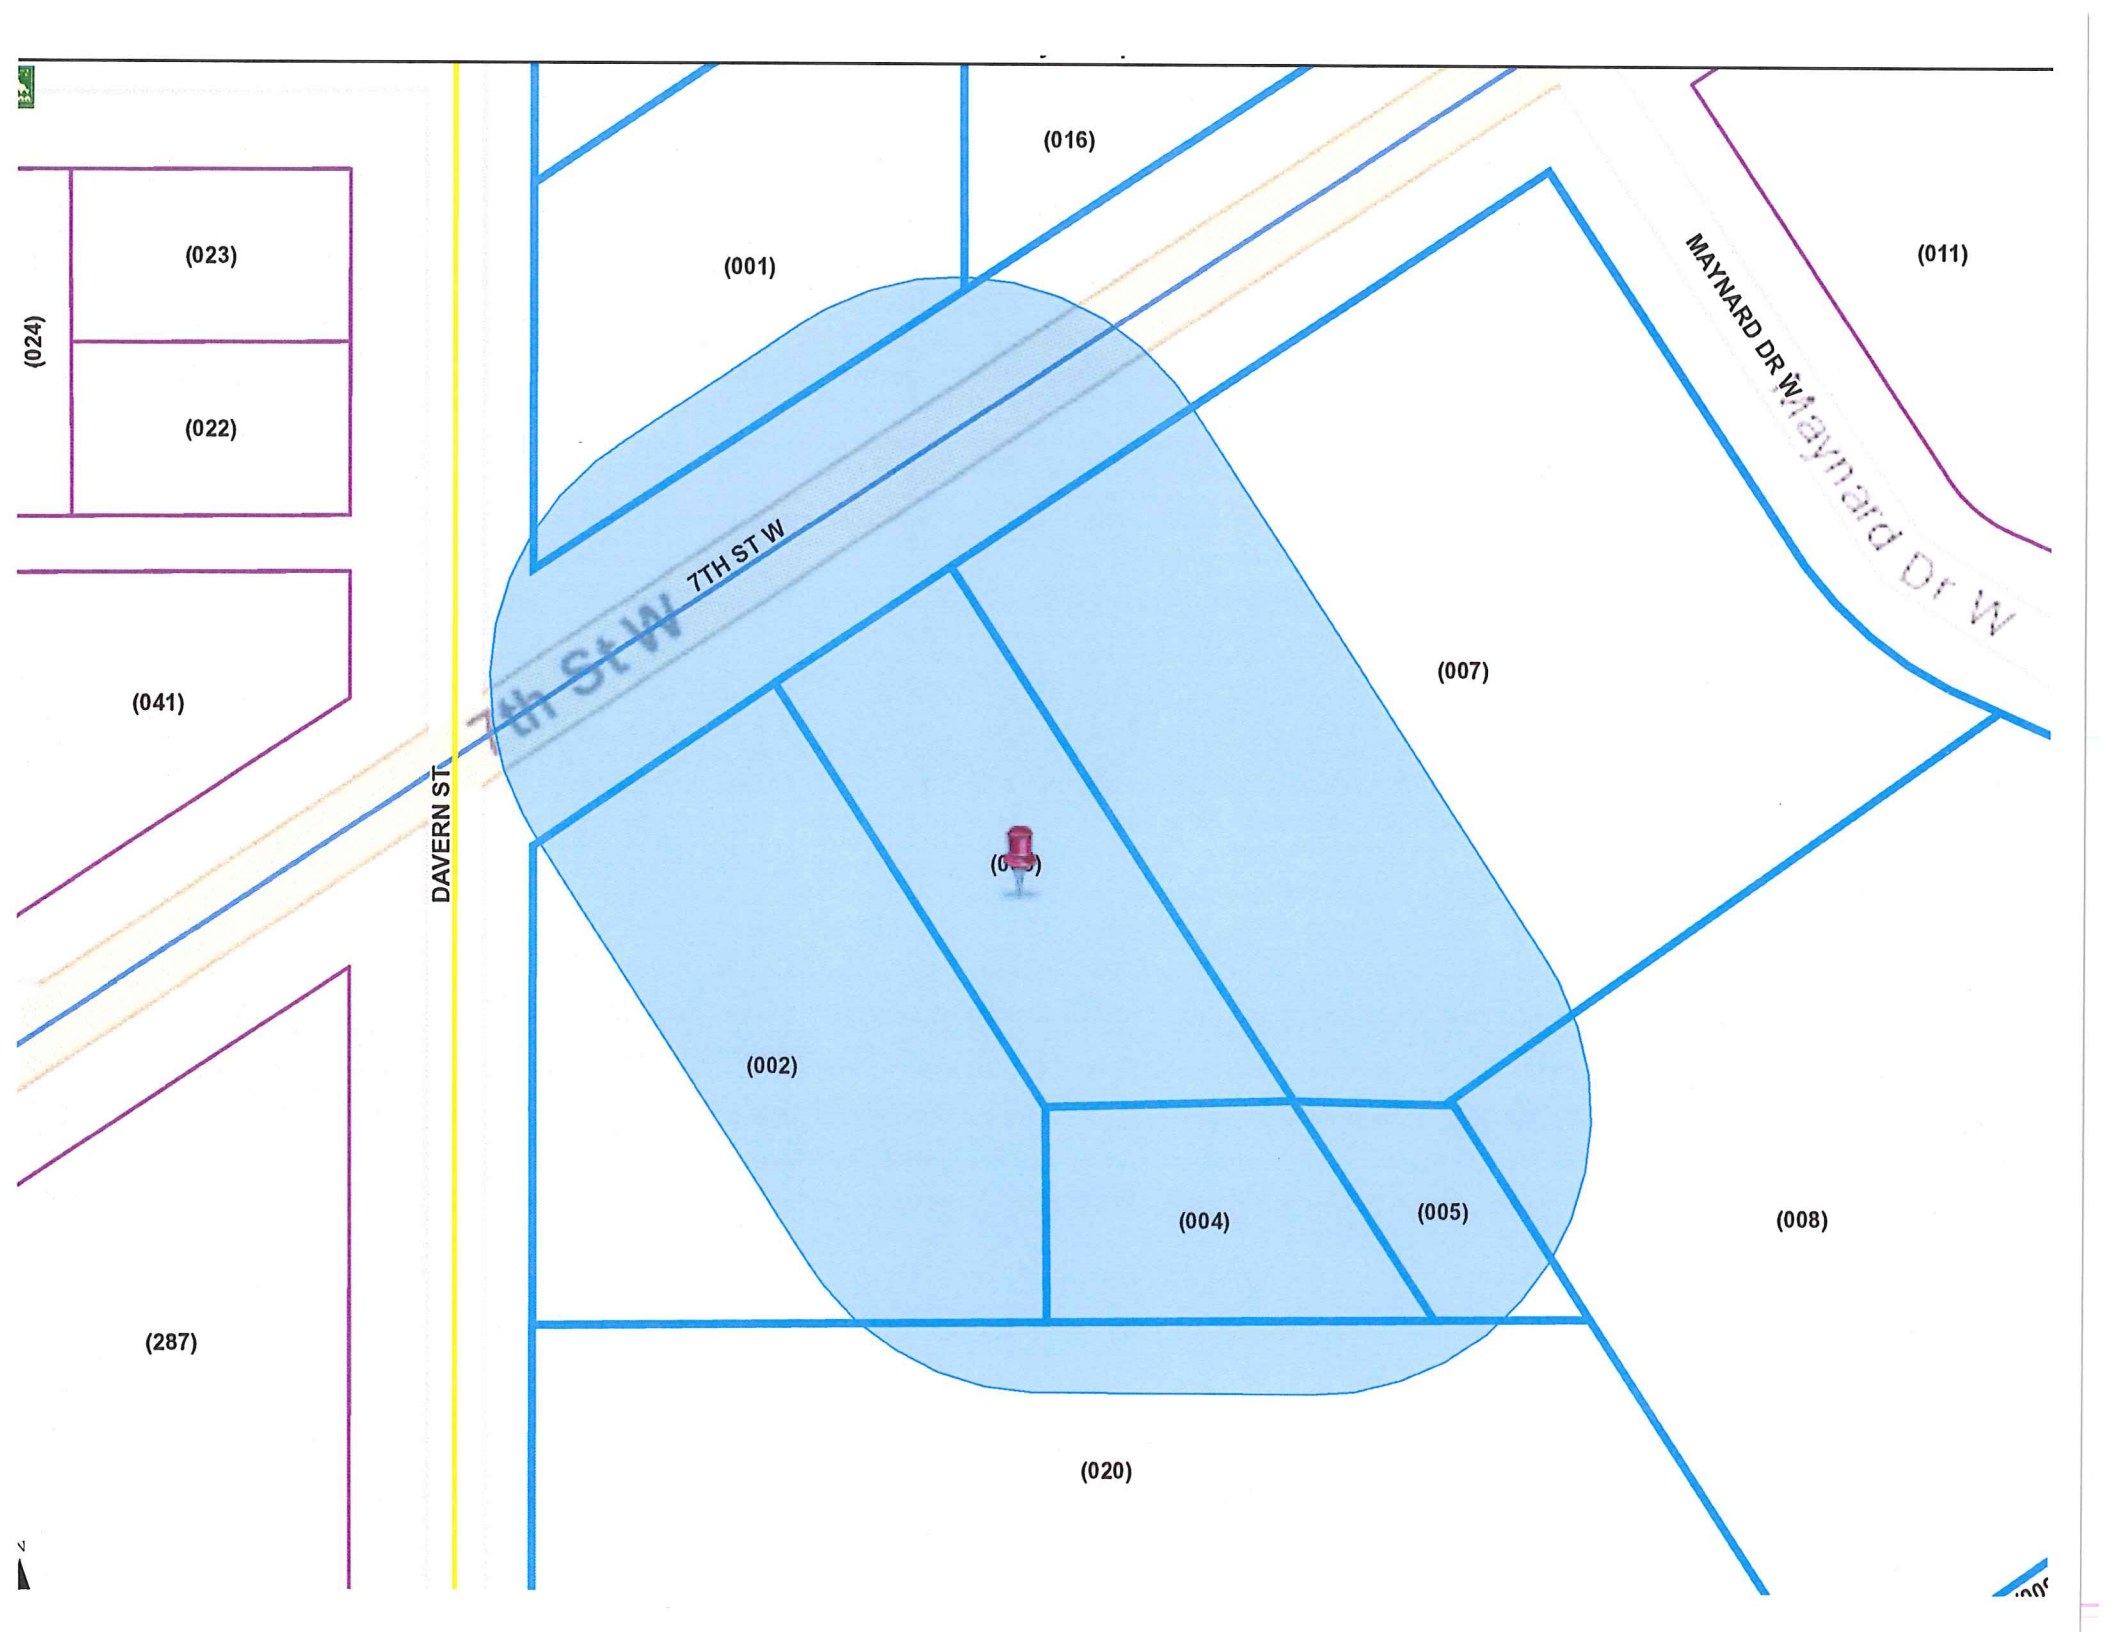 (016)
(023)
(001)
(011)
(024)
MAYNARD DR W
Maynard Dr W
(022)
7TH ST W
7th St W
(007)
(041)
DAVERN ST
(002)
(004)
(005)
(008)
(287)
(020)